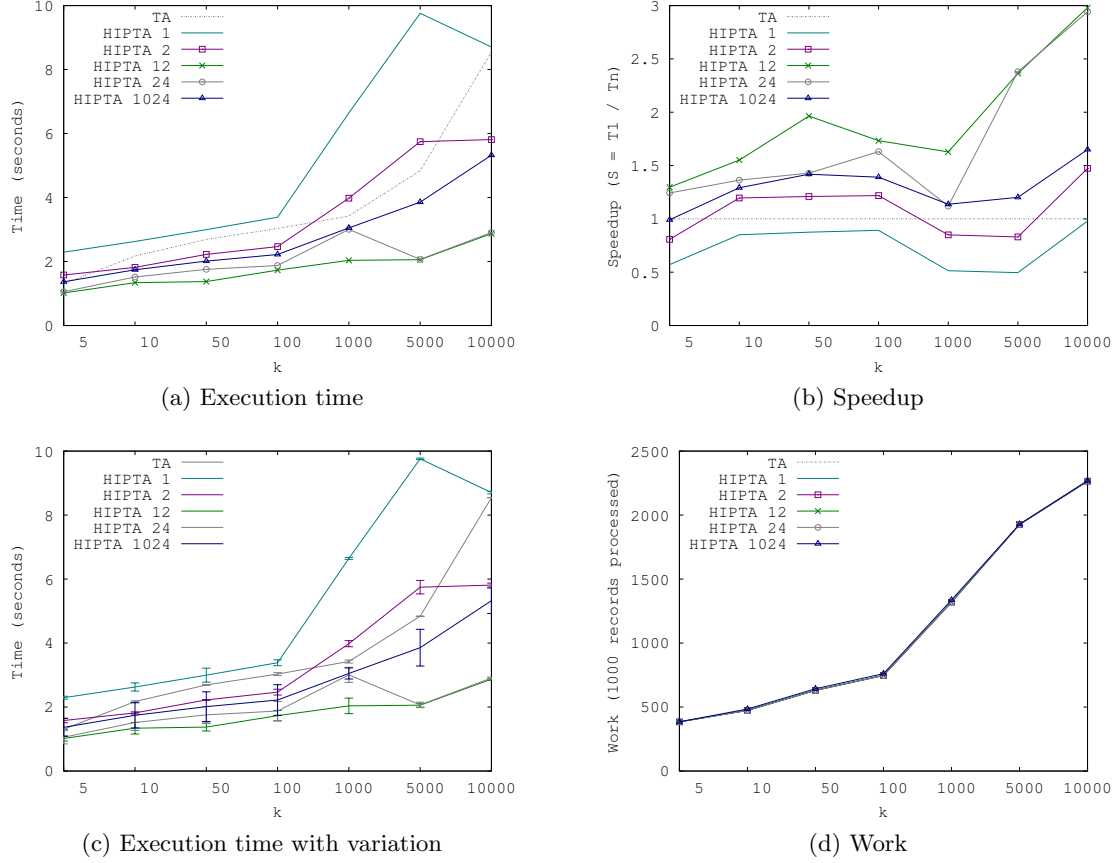 TA
HIPTA 1
HIPTA 2
HIPTA 12
HIPTA 24
HIPTA 1024
Time (seconds)
10
8
6
4
2
0
5 10 50 100 1000 5000 10000
k
(a) Execution time
TA
HIPTA 1
HIPTA 2
HIPTA 12
HIPTA 24
HIPTA 1024
Speedup (S = T1 / Tn)
3
2.5
2
1.5
1
0.5
0
5 10 50 100 1000 5000 10000
k
(b) Speedup
TA
HIPTA 1
HIPTA 2
HIPTA 12
HIPTA 24
HIPTA 1024
Time (seconds)
10
8
6
4
2
0
5 10 50 100 1000 5000 10000
k
(c) Execution time with variation
TA
HIPTA 1
HIPTA 2
HIPTA 12
HIPTA 24
HIPTA 1024
Work (1000 records processed)
2500
2000
1500
1000
500
0
5 10 50 100 1000 5000 10000
k
(d) Work